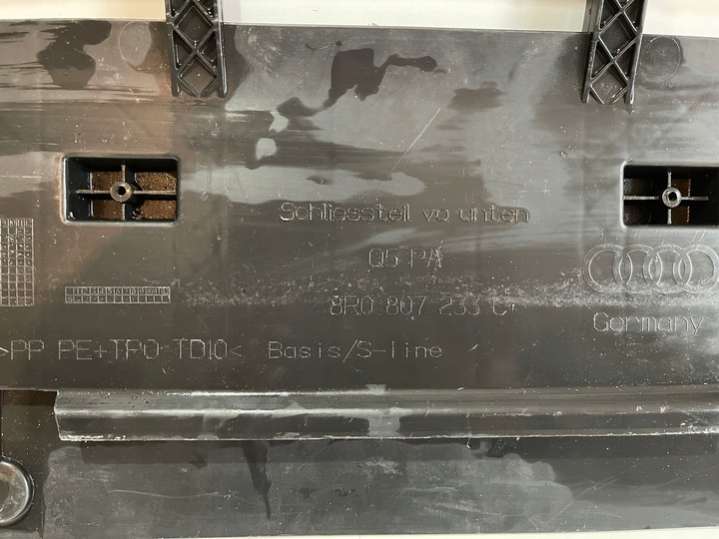 Schliessteil vo unten
Q5 PA
8R0 807 233 C
Germany
>PP PE+TPO TD10< Basis/S-line